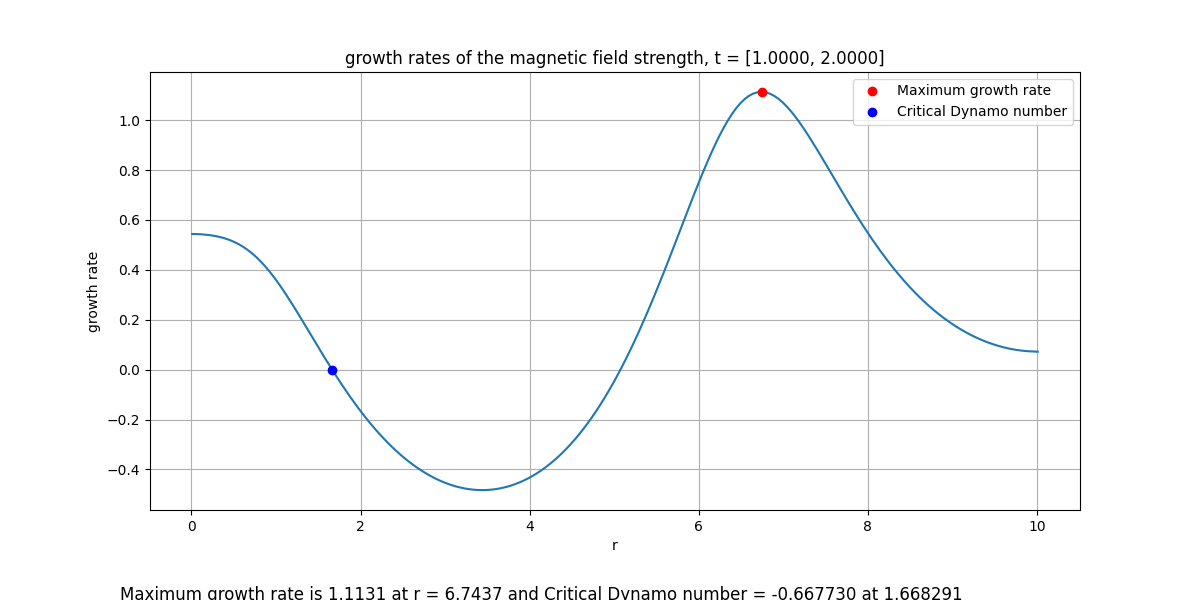 growth rates of the magnetic field strength, t = [1.0000, 2.0000]
Maximum growth rate
Critical Dynamo number
1.0
0.8
0.6
0.4
0.2
0.0
−0.2
−0.4
growth rate
0 2 4 6 8 10
r
Maximum growth rate is 1.1131 at r = 6.7437 and Critical Dynamo number = -0.667730 at 1.668291